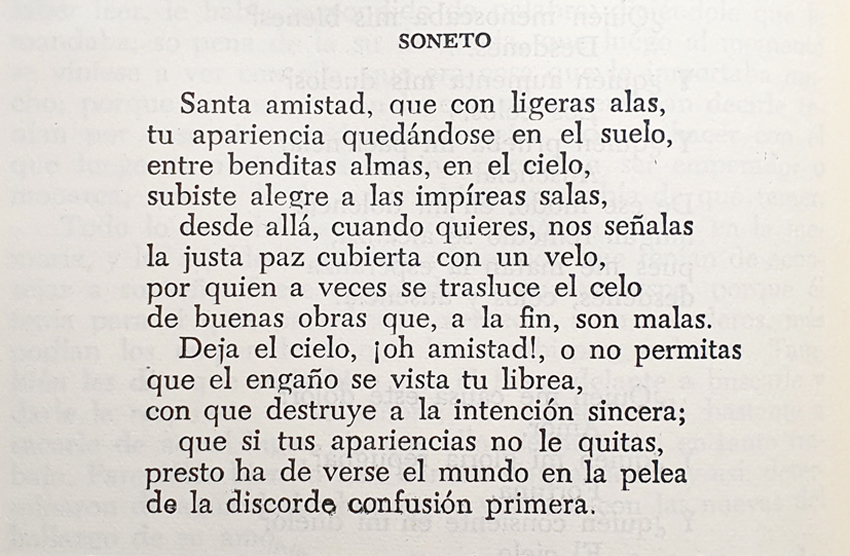 SONETO
Santa amistad, que con ligeras alas,
tu apariencia quedándose en el suelo,
entre benditas almas, en el cielo,
subiste alegre a las impíreas salas,
desde allá, cuando quieres, nos señalas
la justa paz cubierta con un velo,
por quien a veces se trasluce el celo
de buenas obras que, a la fin, son malas.
Deja el cielo, ¡oh amistad!, o no permitas
que el engaño se vista tu librea,
con que destruye a la intención sincera;
que si tus apariencias no le quitas,
presto ha de verse el mundo en la pelea
de la discorde confusión primera.